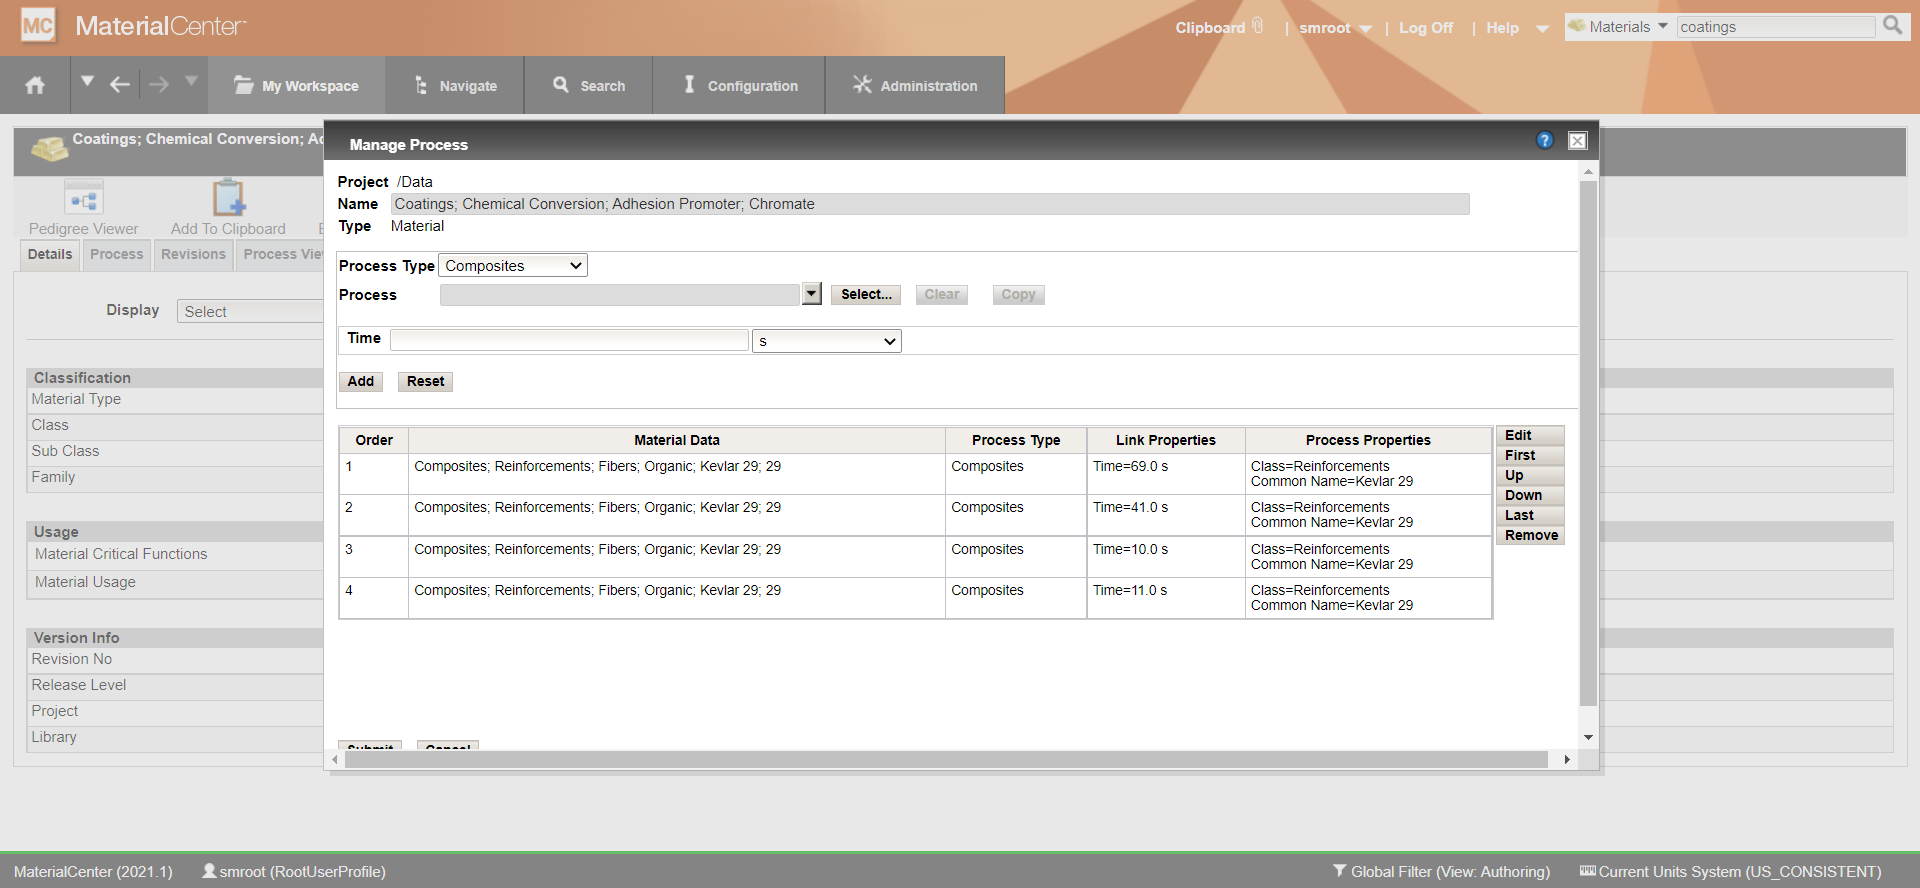 MC MaterialCenter
Clipboard | smroot | Log Off | Help
Materials coatings
My Workspace Navigate Search Configuration Administration
Coatings; Chemical Conversion; Ad
Pedigree Viewer Add To Clipboard
Details Process Revisions Process Vie
Display Select
Classification
Material Type
Class
Sub Class
Family
Usage
Material Critical Functions
Material Usage
Version Info
Revision No
Release Level
Project
Library
Manage Process ?
Project /Data
Name Coatings; Chemical Conversion; Adhesion Promoter; Chromate
Type Material
Process Type Composites
Process Select... Clear Copy
Time s
Add Reset
Order Material Data Process Type Link Properties Process Properties
1 Composites; Reinforcements; Fibers; Organic; Kevlar 29; 29 Composites Time=69.0 s Class=Reinforcements
Common Name=Kevlar 29
2 Composites; Reinforcements; Fibers; Organic; Kevlar 29; 29 Composites Time=41.0 s Class=Reinforcements
Common Name=Kevlar 29
3 Composites; Reinforcements; Fibers; Organic; Kevlar 29; 29 Composites Time=10.0 s Class=Reinforcements
Common Name=Kevlar 29
4 Composites; Reinforcements; Fibers; Organic; Kevlar 29; 29 Composites Time=11.0 s Class=Reinforcements
Common Name=Kevlar 29
Edit
First
Up
Down
Last
Remove
Submit Cancel
MaterialCenter (2021.1) smroot (RootUserProfile) Global Filter (View: Authoring) Current Units System (US_CONSISTENT)